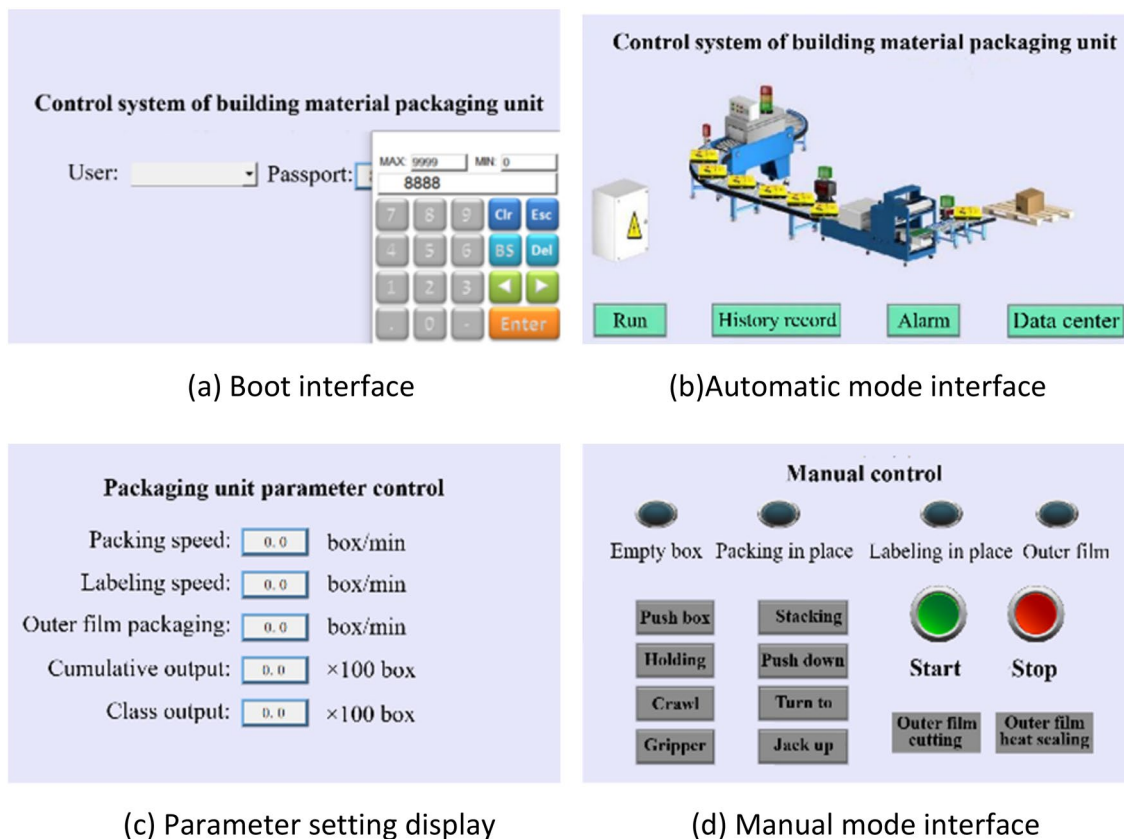 Control system of building material packaging unit
User: Passport:
MAX: 9999 MIN: 0
8888
7 8 9 Clr Esc
4 5 6 BS Del
1 2 3
. 0 - Enter
(a) Boot interface
Control system of building material packaging unit
Run History record Alarm Data center
(b)Automatic mode interface
Packaging unit parameter control
Packing speed: 0.0 box/min
Labeling speed: 0.0 box/min
Outer film packaging: 0.0 box/min
Cumulative output: 0.0 ×100 box
Class output: 0.0 ×100 box
(c) Parameter setting display
Manual control
Empty box Packing in place Labeling in place Outer film
Push box Stacking
Holding Push down
Crawl Turn to
Gripper Jack up
Start Stop
Outer film cutting
Outer film heat sealing
(d) Manual mode interface